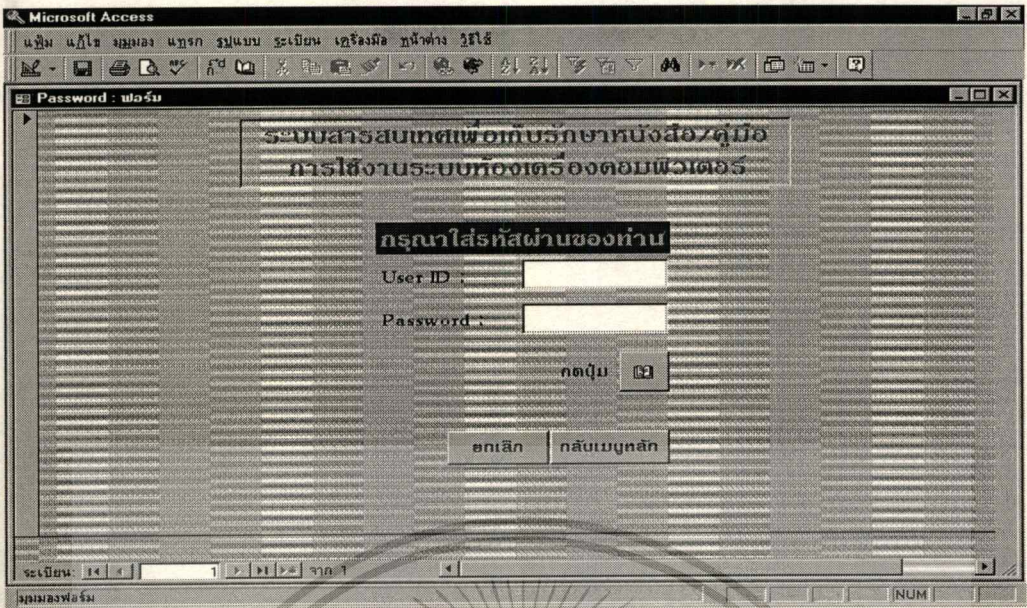 Microsoft Access
แฟ้ม แก้ไข มุมมอง แทรก รูปแบบ ระเบียน เครื่องมือ หน้าต่าง วิธีใช้
Password : ฟอร์ม
ระบบสารสนเทศเพื่อเก็บรักษาหนังสือ/คู่มือ
การใช้งานระบบห้องเครื่องคอมพิวเตอร์
กรุณาใส่รหัสผ่านของท่าน
User ID :
Password :
กดปุ่ม
ยกเลิก กลับเมนูหลัก
ระเบียน: 1 จาก 1
มุมมองฟอร์ม NUM